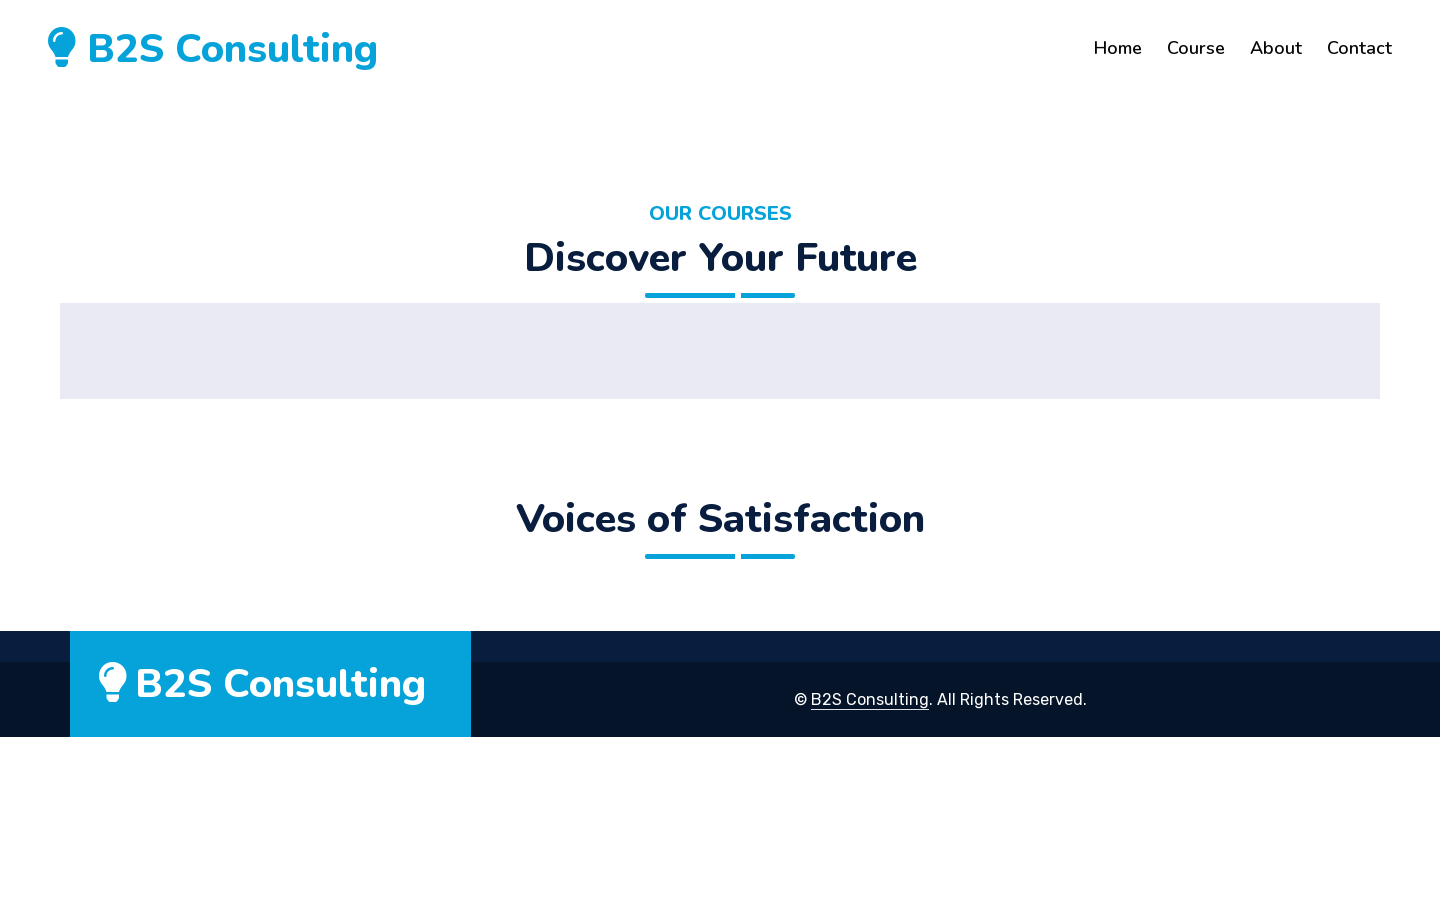 B2S Consulting
Home Course About Contact
OUR COURSES
Discover Your Future
Voices of Satisfaction
B2S Consulting
© B2S Consulting. All Rights Reserved.